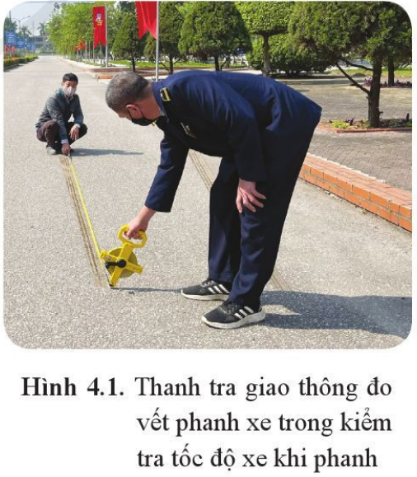 Hình 4.1. Thanh tra giao thông đo
vết phanh xe trong kiểm
tra tốc độ xe khi phanh